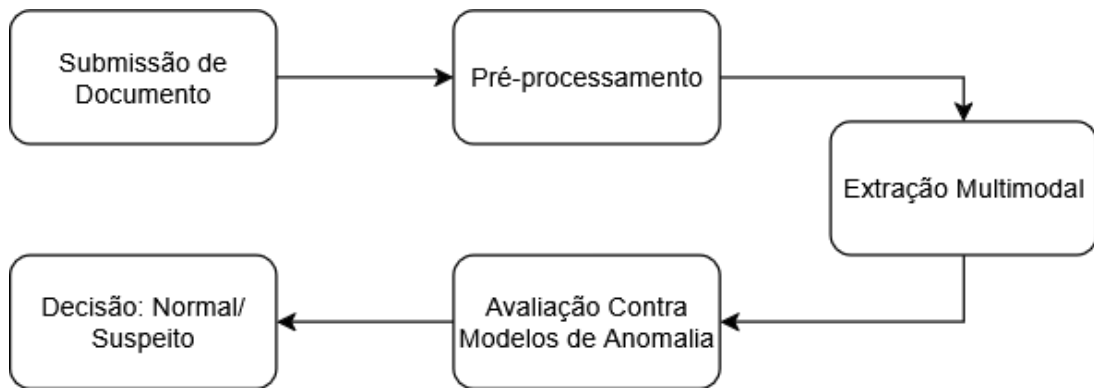 Submissão de
Documento
Pré-processamento
Extração Multimodal
Avaliação Contra
Modelos de Anomalia
Decisão: Normal/
Suspeito